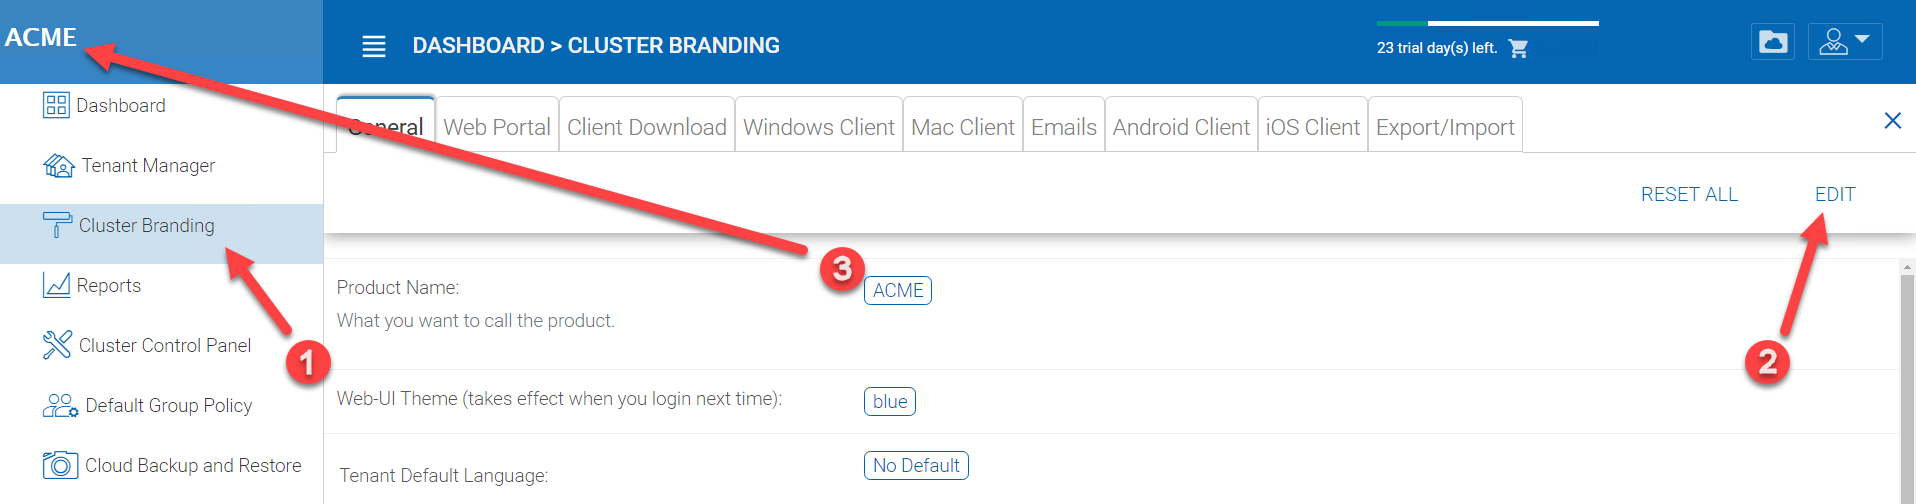 ACME
DASHBOARD > CLUSTER BRANDING
23 trial day(s) left.
Dashboard
Tenant Manager
Cluster Branding
Reports
Cluster Control Panel
Default Group Policy
Cloud Backup and Restore
General Web Portal Client Download Windows Client Mac Client Emails Android Client iOS Client Export/Import
RESET ALL EDIT
Product Name: ACME
What you want to call the product.
Web-UI Theme (takes effect when you login next time): blue
Tenant Default Language: No Default
1
2
3